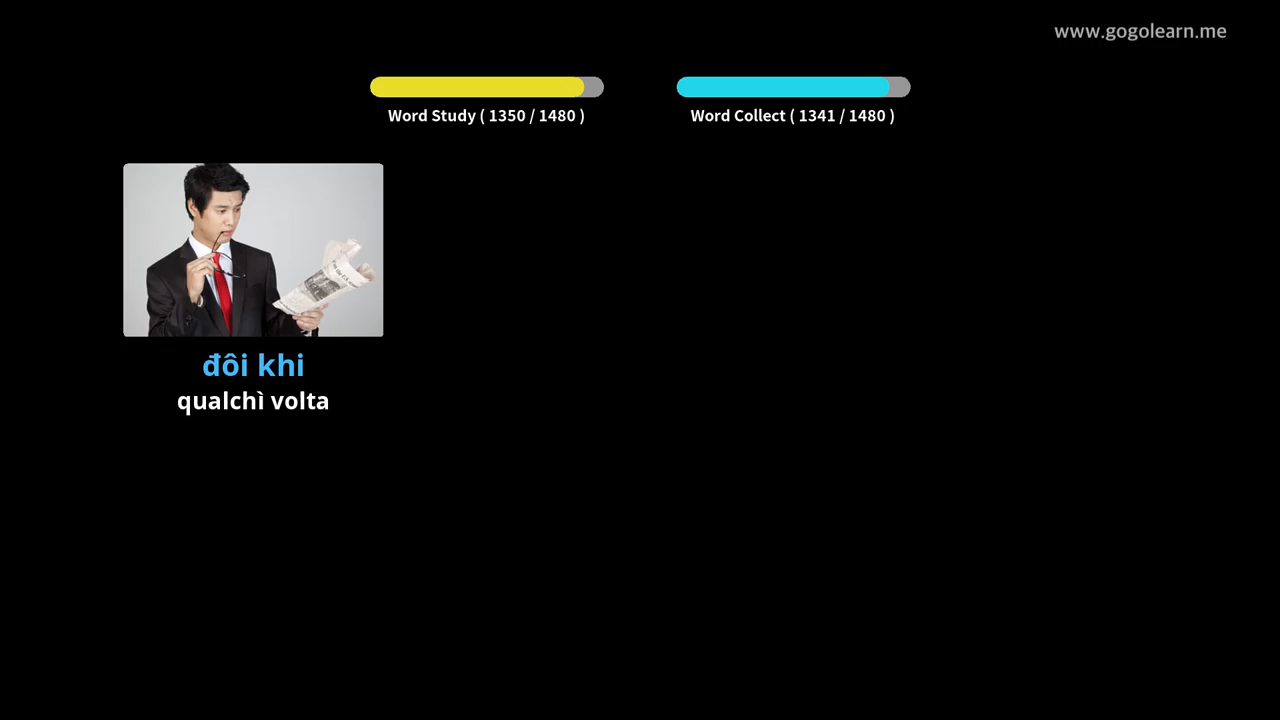 www.gogolearn.me
Word Study ( 1350 / 1480 )
Word Collect ( 1341 / 1480 )
đôi khi
qualchì volta